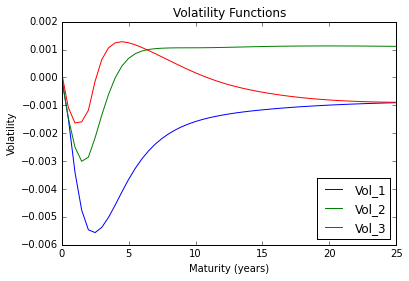 Volatility Functions
0.002
0.001
0.000
−0.001
−0.002
−0.003
−0.004
−0.005
−0.006
Volatility
0 5 10 15 20 25
Maturity (years)
Vol_1
Vol_2
Vol_3